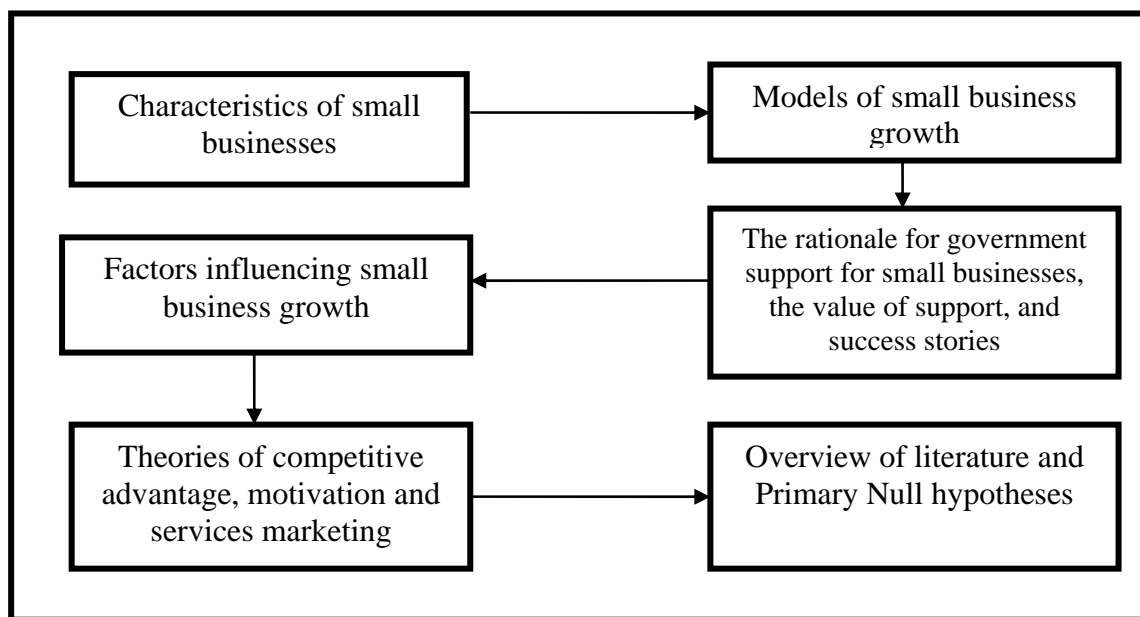 Characteristics of small
businesses
Models of small business
growth
The rationale for government
support for small businesses,
the value of support, and
success stories
Factors influencing small
business growth
Theories of competitive
advantage, motivation and
services marketing
Overview of literature and
Primary Null hypotheses